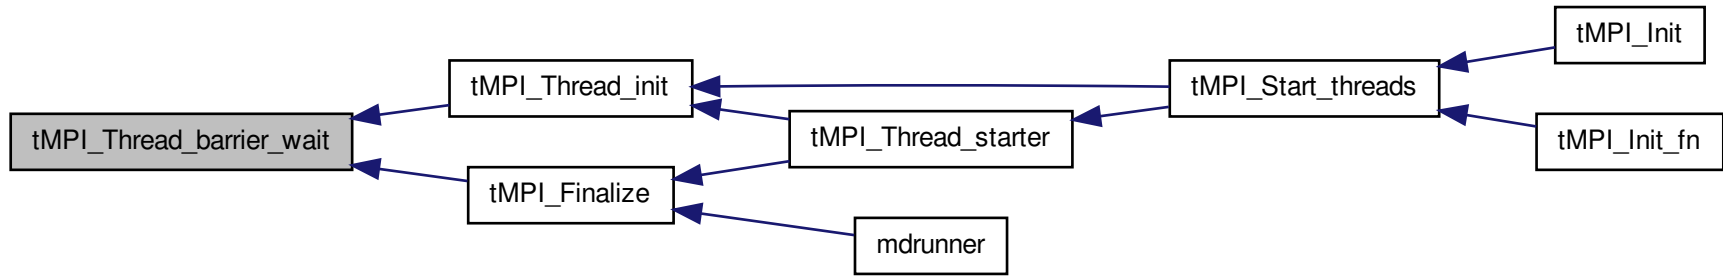 tMPI_Thread_barrier_wait
tMPI_Thread_init
tMPI_Finalize
tMPI_Thread_starter
mdrunner
tMPI_Start_threads
tMPI_Init
tMPI_Init_fn